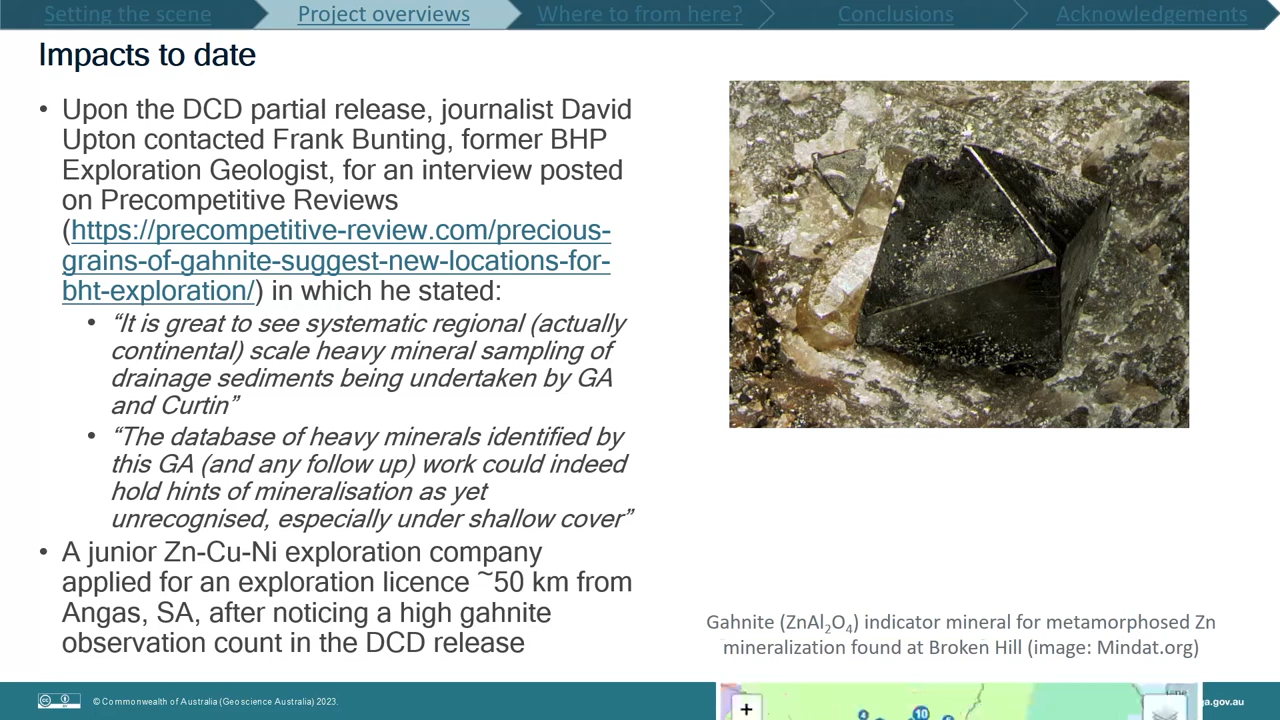 Setting the scene
Project overviews
Where to from here?
Conclusions
Acknowledgements
Impacts to date
• Upon the DCD partial release, journalist David
Upton contacted Frank Bunting, former BHP
Exploration Geologist, for an interview posted
on Precompetitive Reviews
(https://precompetitive-review.com/precious-
grains-of-gahnite-suggest-new-locations-for-
bht-exploration/) in which he stated:
• “It is great to see systematic regional (actually
continental) scale heavy mineral sampling of
drainage sediments being undertaken by GA
and Curtin”
• “The database of heavy minerals identified by
this GA (and any follow up) work could indeed
hold hints of mineralisation as yet
unrecognised, especially under shallow cover”
• A junior Zn-Cu-Ni exploration company
applied for an exploration licence ~50 km from
Angas, SA, after noticing a high gahnite
observation count in the DCD release
Gahnite (ZnAl₂O₄) indicator mineral for metamorphosed Zn
mineralization found at Broken Hill (image: Mindat.org)
cc BY
© Commonwealth of Australia (Geoscience Australia) 2023.
+
4
10
ga.gov.au